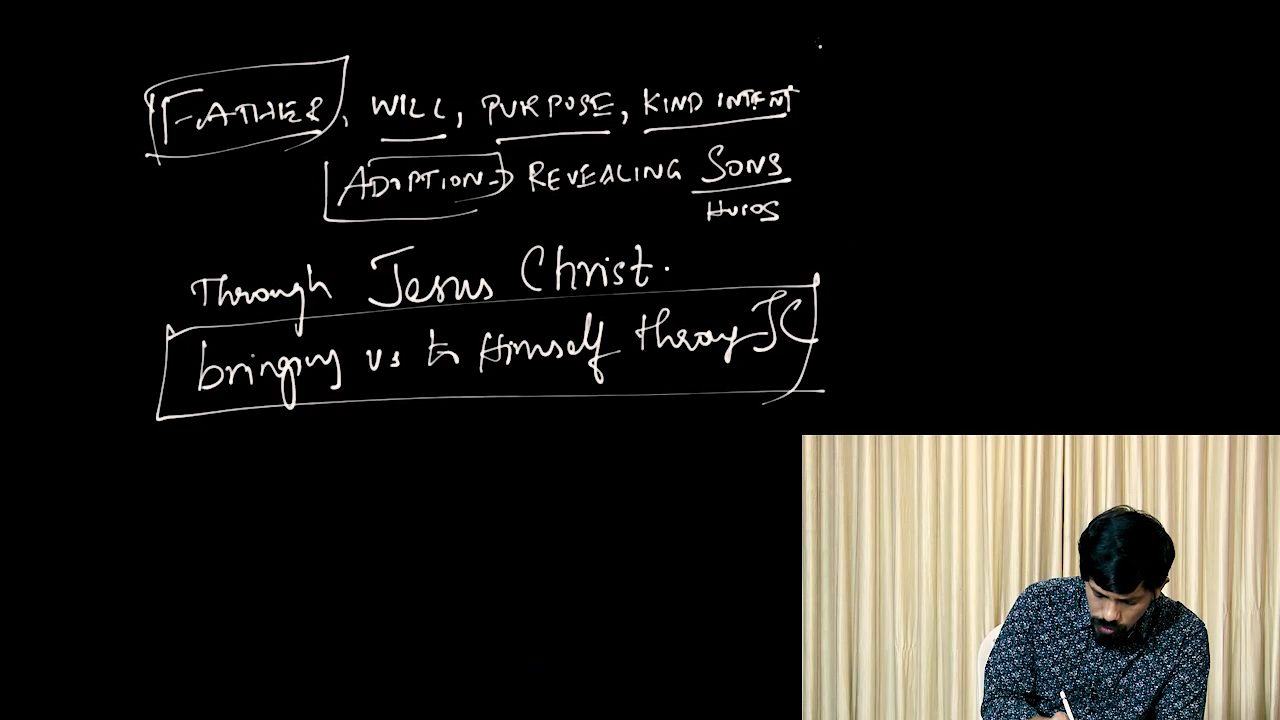 FATHER, WILL, PURPOSE, KIND INTENT
ADOPTION → REVEALING SONS
Huios
Through Jesus Christ.
bringing us to Himself through JC